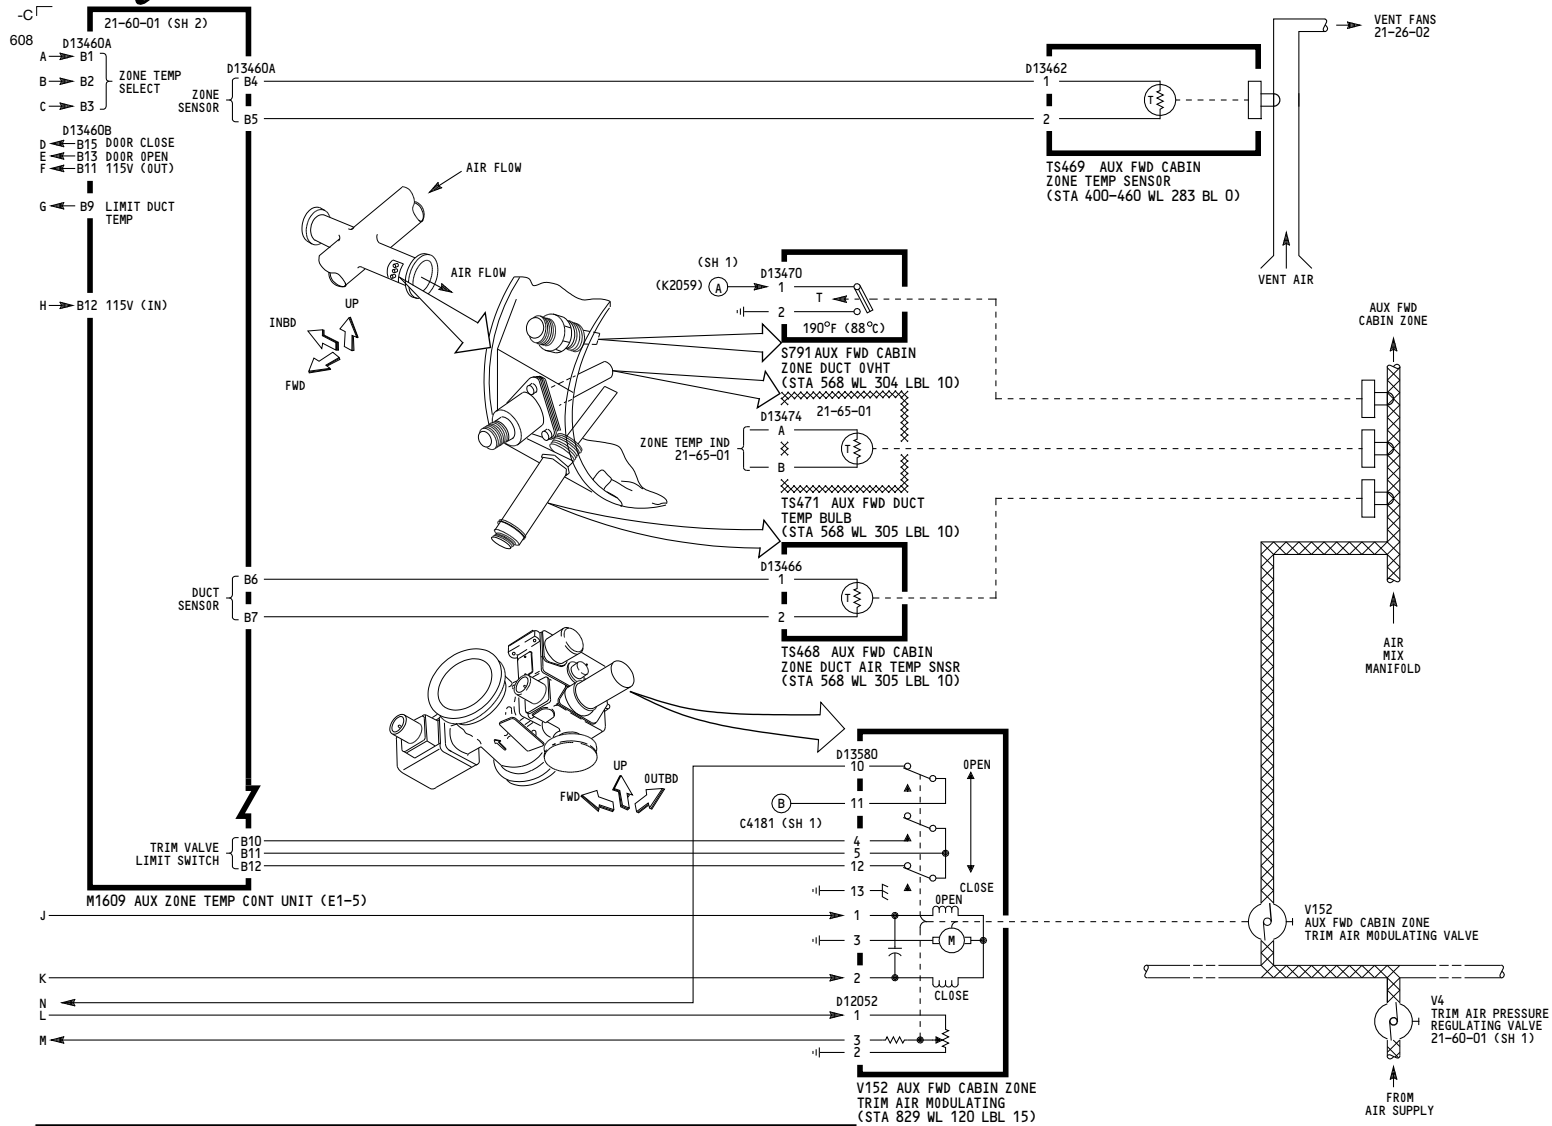 -C
608
21-60-01 (SH 2)
D13460A
A B1
B B2
C B3
ZONE TEMP
SELECT
D13460B
D B15 DOOR CLOSE
E B13 DOOR OPEN
F B11 115V (OUT)
G B9 LIMIT DUCT
TEMP
H B12 115V (IN)
D13460A
B4
ZONE
SENSOR
B5
DUCT
SENSOR
B6
B7
TRIM VALVE
LIMIT SWITCH
B10
B11
B12
M1609 AUX ZONE TEMP CONT UNIT (E1-5)
J
K
N
L
M
AIR FLOW
AIR FLOW
UP
INBD
FWD
D13462
1
2
T
TS469 AUX FWD CABIN
ZONE TEMP SENSOR
(STA 400-460 WL 283 BL 0)
VENT FANS
21-26-02
VENT AIR
(SH 1)
(K2059) A
D13470
1
2
T
190°F (88°C)
S791 AUX FWD CABIN
ZONE DUCT OVHT
(STA 568 WL 304 LBL 10)
D13474
21-65-01
A
B
T
ZONE TEMP IND
21-65-01
TS471 AUX FWD DUCT
TEMP BULB
(STA 568 WL 305 LBL 10)
D13466
1
2
T
TS468 AUX FWD CABIN
ZONE DUCT AIR TEMP SNSR
(STA 568 WL 305 LBL 10)
AUX FWD
CABIN ZONE
AIR
MIX
MANIFOLD
UP
FWD
OUTBD
D13580
10
11
B
C4181 (SH 1)
4
5
12
13
1
3
2
OPEN
CLOSE
OPEN
M
CLOSE
D12052
1
3
2
V152 AUX FWD CABIN ZONE
TRIM AIR MODULATING
(STA 829 WL 120 LBL 15)
V152
AUX FWD CABIN ZONE
TRIM AIR MODULATING VALVE
V4
TRIM AIR PRESSURE
REGULATING VALVE
21-60-01 (SH 1)
FROM
AIR SUPPLY